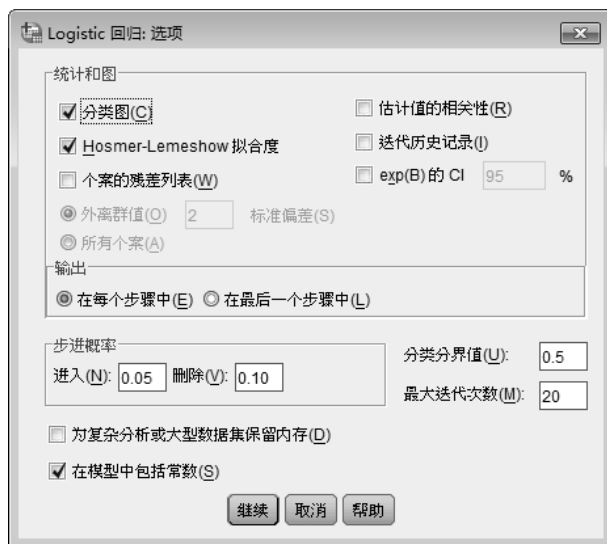 Logistic 回归: 选项
统计和图
分类图(C)
估计值的相关性(R)
Hosmer-Lemeshow 拟合度
迭代历史记录(I)
个案的残差列表(W)
exp(B) 的 CI 95 %
外离群值(O) 2 标准偏差(S)
所有个案(A)
输出
在每个步骤中(E) 在最后一个步骤中(L)
步进概率
进入(N): 0.05 删除(V): 0.10
分类分界值(U): 0.5
最大迭代次数(M): 20
为复杂分析或大型数据集保留内存(D)
在模型中包括常数(S)
继续 取消 帮助